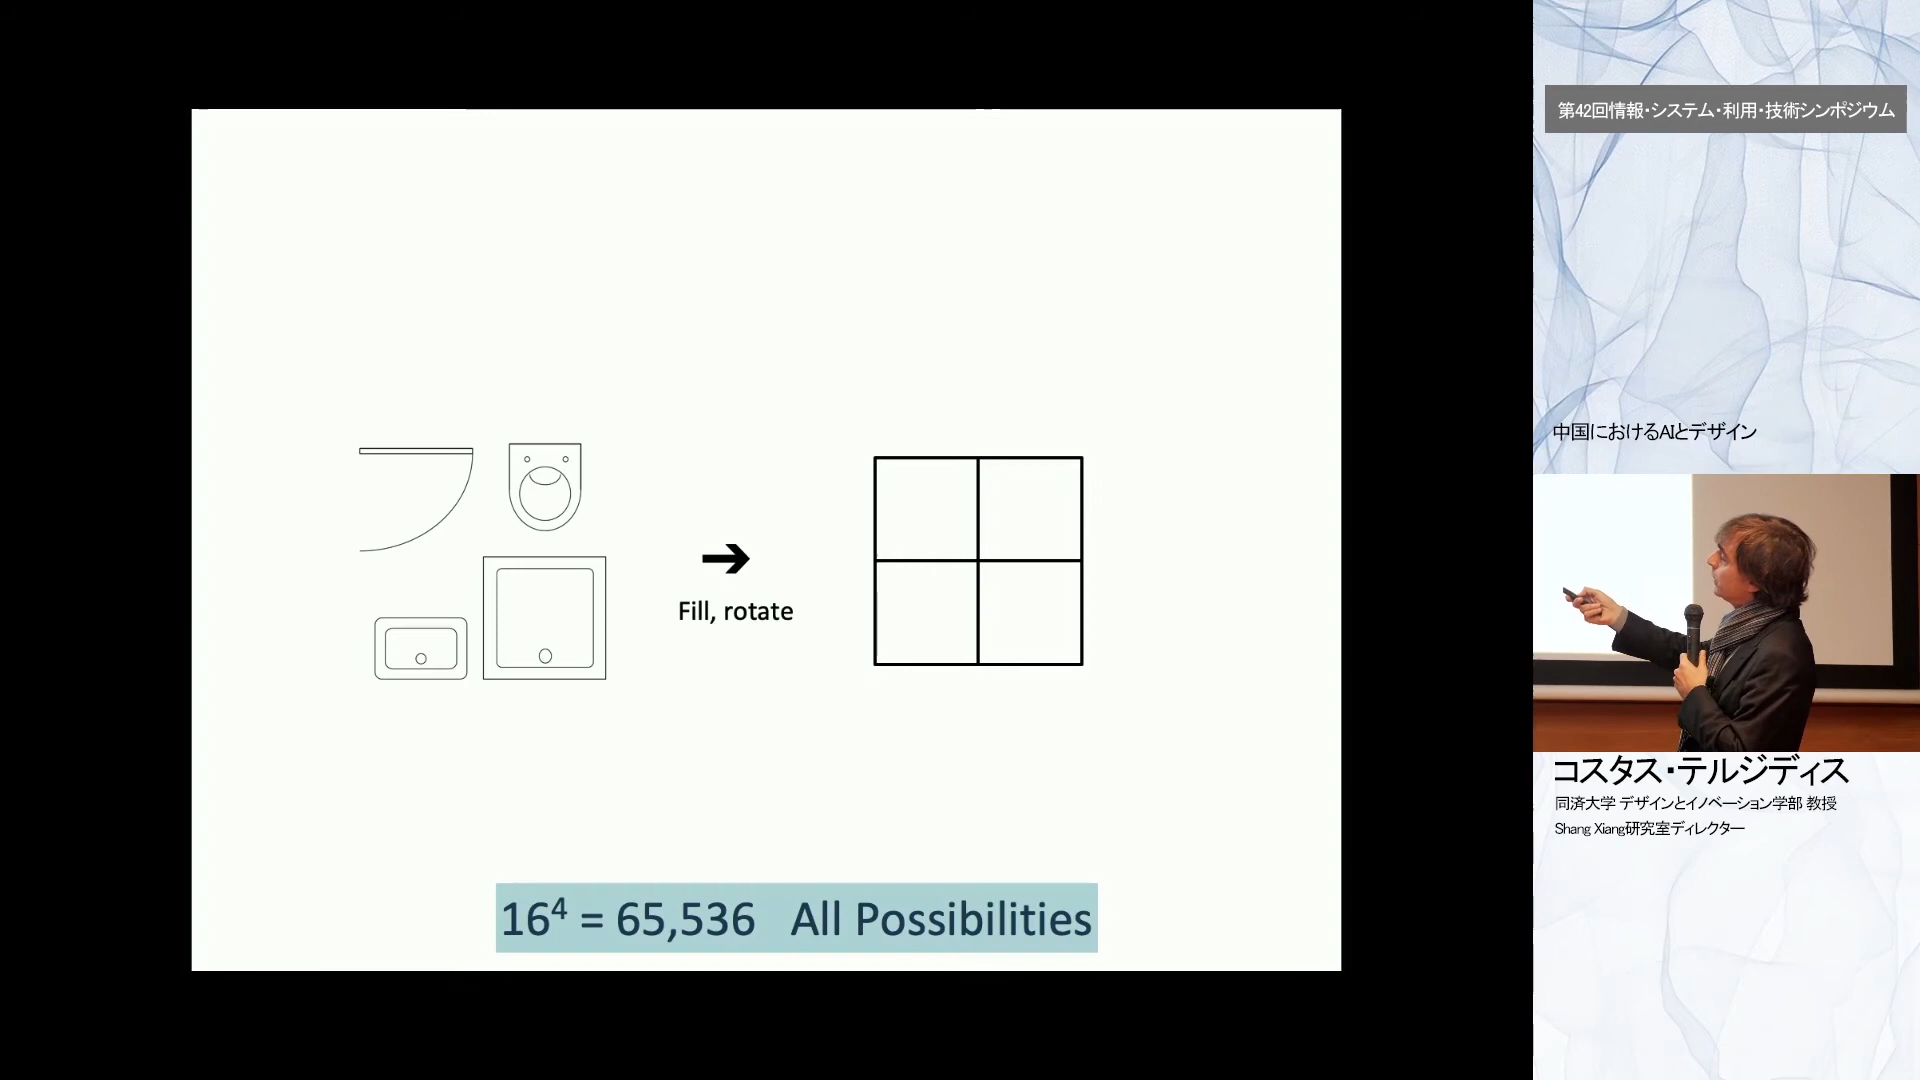 Fill, rotate
16⁴ = 65,536 All Possibilities
第42回情報・システム・利用・技術シンポジウム
中国におけるAIとデザイン
コスタス・テルジディス
同済大学 デザインとイノベーション学部 教授
Shang Xiang研究室ディレクター